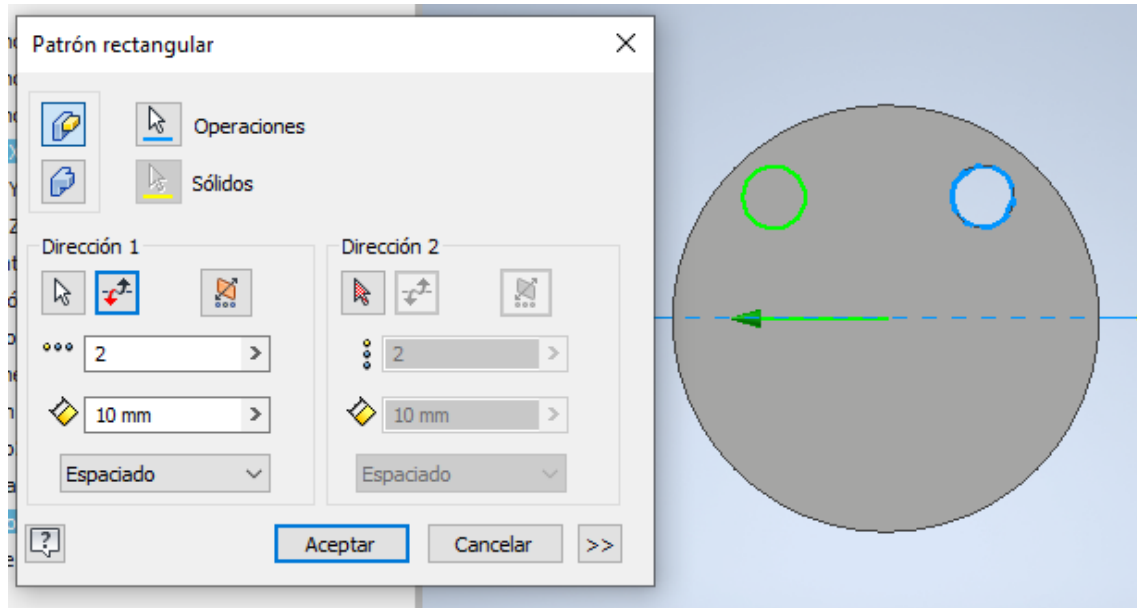 Patrón rectangular
Operaciones
Sólidos
Dirección 1
Dirección 2
2
2
10 mm
10 mm
Espaciado
Espaciado
?
Aceptar
Cancelar
>>